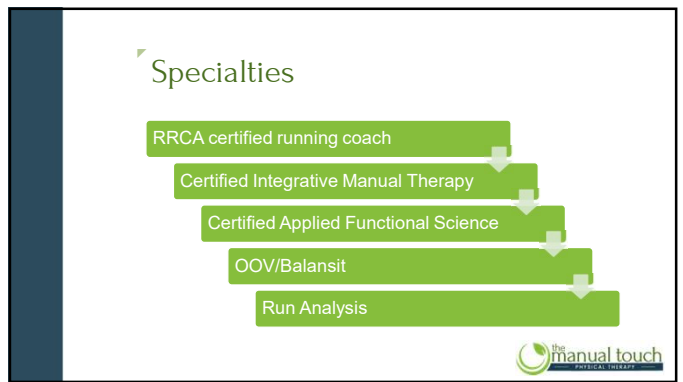 Specialties
RRCA certified running coach
Certified Integrative Manual Therapy
Certified Applied Functional Science
OOV/Balansit
Run Analysis
the
manual touch
PHYSICAL THERAPY